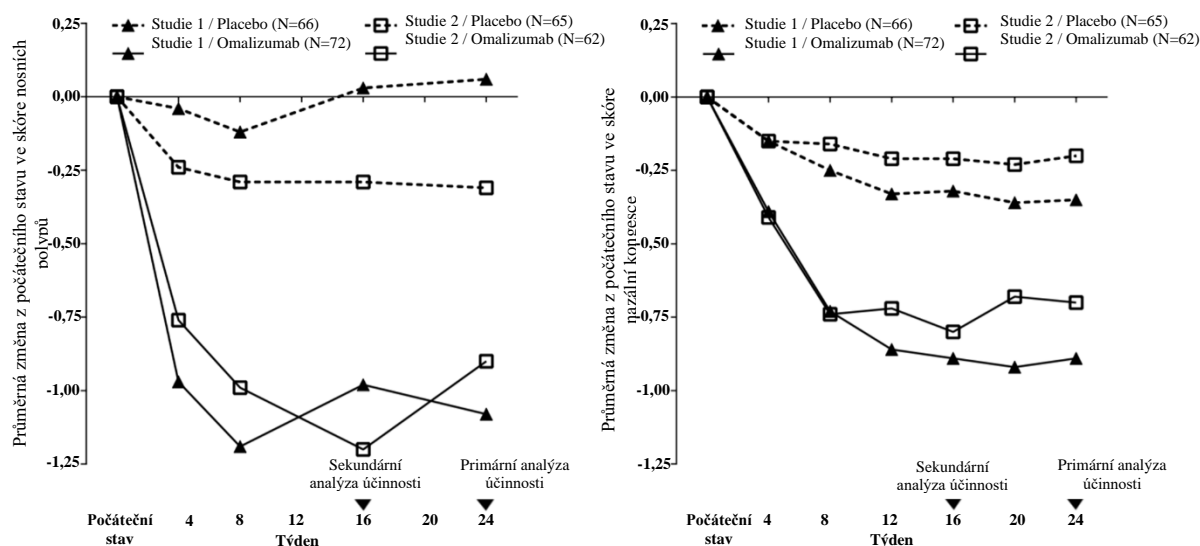 Průměrná změna z počátečního stavu ve skóre nosních
polypů
0,25
0,00
-0,25
-0,50
-0,75
-1,00
-1,25
Studie 1 / Placebo (N=66)
Studie 2 / Placebo (N=65)
Studie 1 / Omalizumab (N=72)
Studie 2 / Omalizumab (N=62)
Sekundární
analýza účinnosti
Primární analýza
účinnosti
Počáteční
stav
4
8
12
16
20
24
Týden
Průměrná změna z počátečního stavu ve skóre
nazální kongesce
0,25
0,00
-0,25
-0,50
-0,75
-1,00
-1,25
Studie 1 / Placebo (N=66)
Studie 2 / Placebo (N=65)
Studie 1 / Omalizumab (N=72)
Studie 2 / Omalizumab (N=62)
Sekundární
analýza účinnosti
Primární analýza
účinnosti
Počáteční
stav
4
8
12
16
20
24
Týden